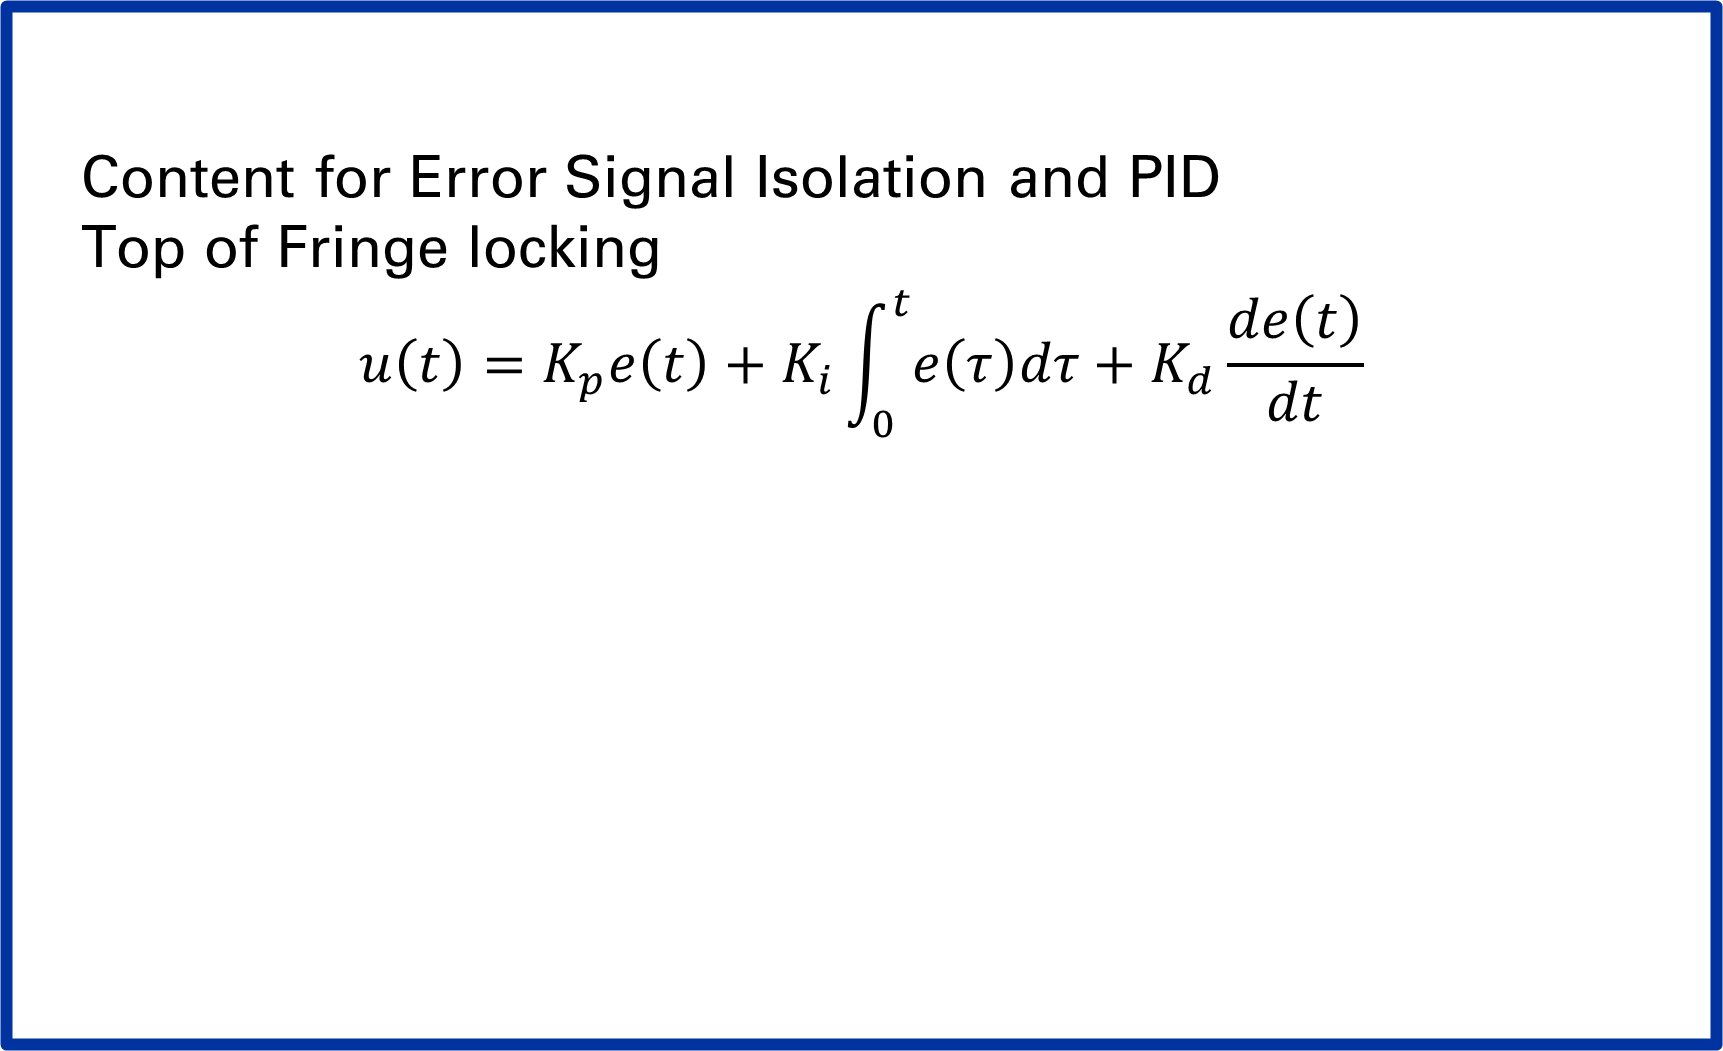 Content for Error Signal Isolation and PID
Top of Fringe locking
u(t) = K_p e(t) + K_i ∫_0^t e(τ)dτ + K_d de(t)/dt